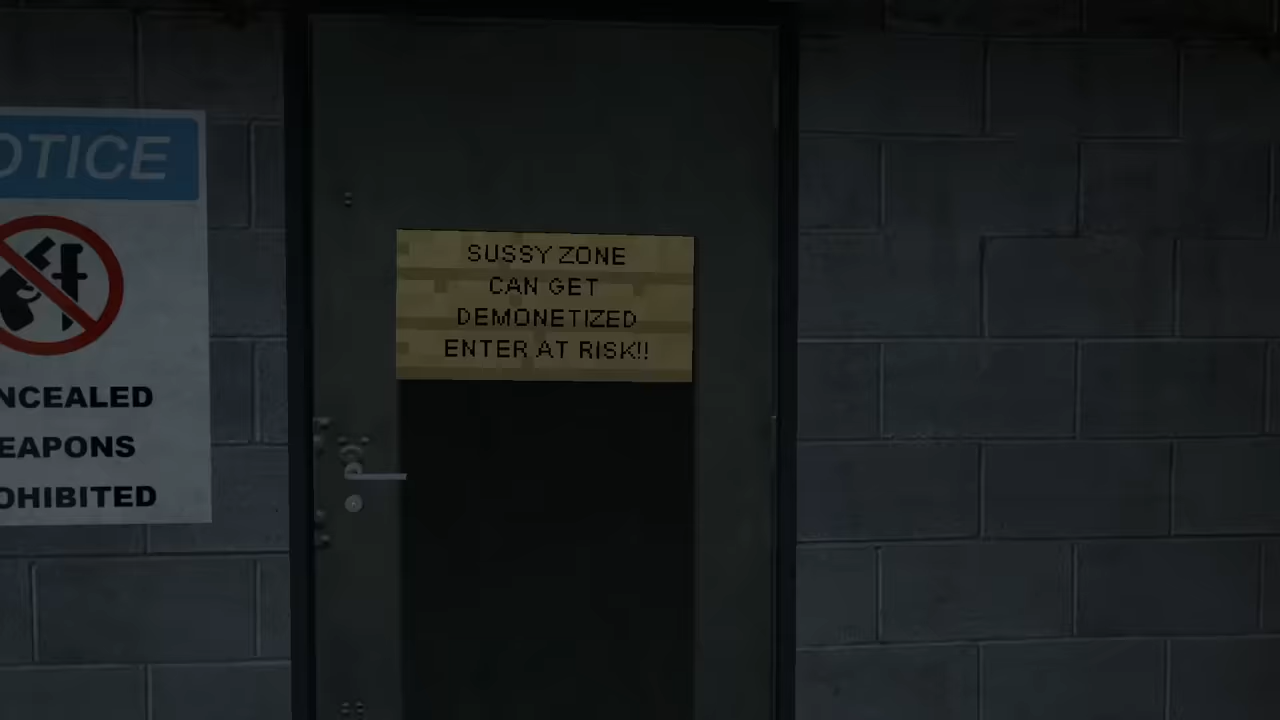 OTICE
NCEALED
EAPONS
OHIBITED
SUSSY ZONE
CAN GET
DEMONETIZED
ENTER AT RISK!!